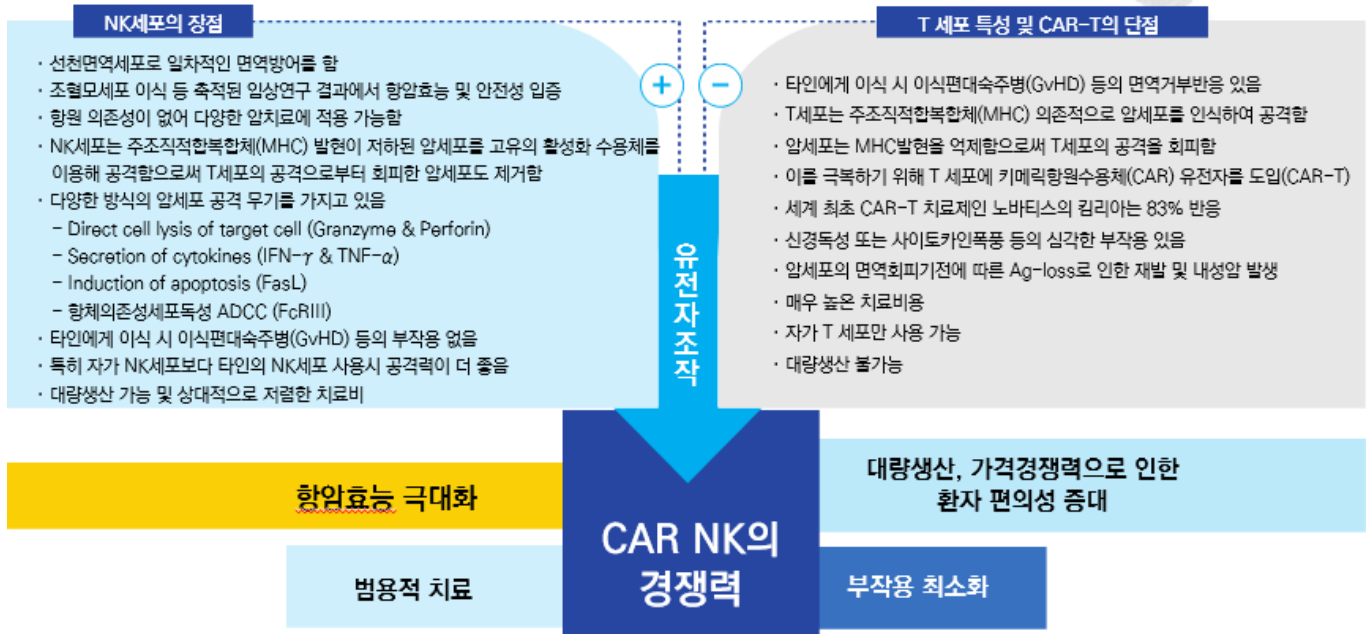 NK세포의 장점
· 선천면역세포로 일차적인 면역방어를 함
· 조혈모세포 이식 등 축적된 임상연구 결과에서 항암효능 및 안전성 입증
· 항원 의존성이 없어 다양한 암치료에 적용 가능함
· NK세포는 주조직적합복합체(MHC) 발현이 저하된 암세포를 고유의 활성화 수용체를
이용해 공격함으로써 T세포의 공격으로부터 회피한 암세포도 제거함
· 다양한 방식의 암세포 공격 무기를 가지고 있음
- Direct cell lysis of target cell (Granzyme & Perforin)
- Secretion of cytokines (IFN-γ & TNF-α)
- Induction of apoptosis (FasL)
- 항체의존성세포독성 ADCC (FcRIII)
· 타인에게 이식 시 이식편대숙주병(GvHD) 등의 부작용 없음
· 특히 자가 NK세포보다 타인의 NK세포 사용시 공격력이 더 좋음
· 대량생산 가능 및 상대적으로 저렴한 치료비
+
−
T 세포 특성 및 CAR-T의 단점
· 타인에게 이식 시 이식편대숙주병(GvHD) 등의 면역거부반응 있음
· T세포는 주조직적합복합체(MHC) 의존적으로 암세포를 인식하여 공격함
· 암세포는 MHC발현을 억제함으로써 T세포의 공격을 회피함
· 이를 극복하기 위해 T 세포에 키메릭항원수용체(CAR) 유전자를 도입(CAR-T)
· 세계 최초 CAR-T 치료제인 노바티스의 킴리아는 83% 반응
· 신경독성 또는 사이토카인폭풍 등의 심각한 부작용 있음
· 암세포의 면역회피기전에 따른 Ag-loss로 인한 재발 및 내성암 발생
· 매우 높은 치료비용
· 자가 T 세포만 사용 가능
· 대량생산 불가능
유전자조작
항암효능 극대화
범용적 치료
CAR NK의
경쟁력
대량생산, 가격경쟁력으로 인한
환자 편의성 증대
부작용 최소화